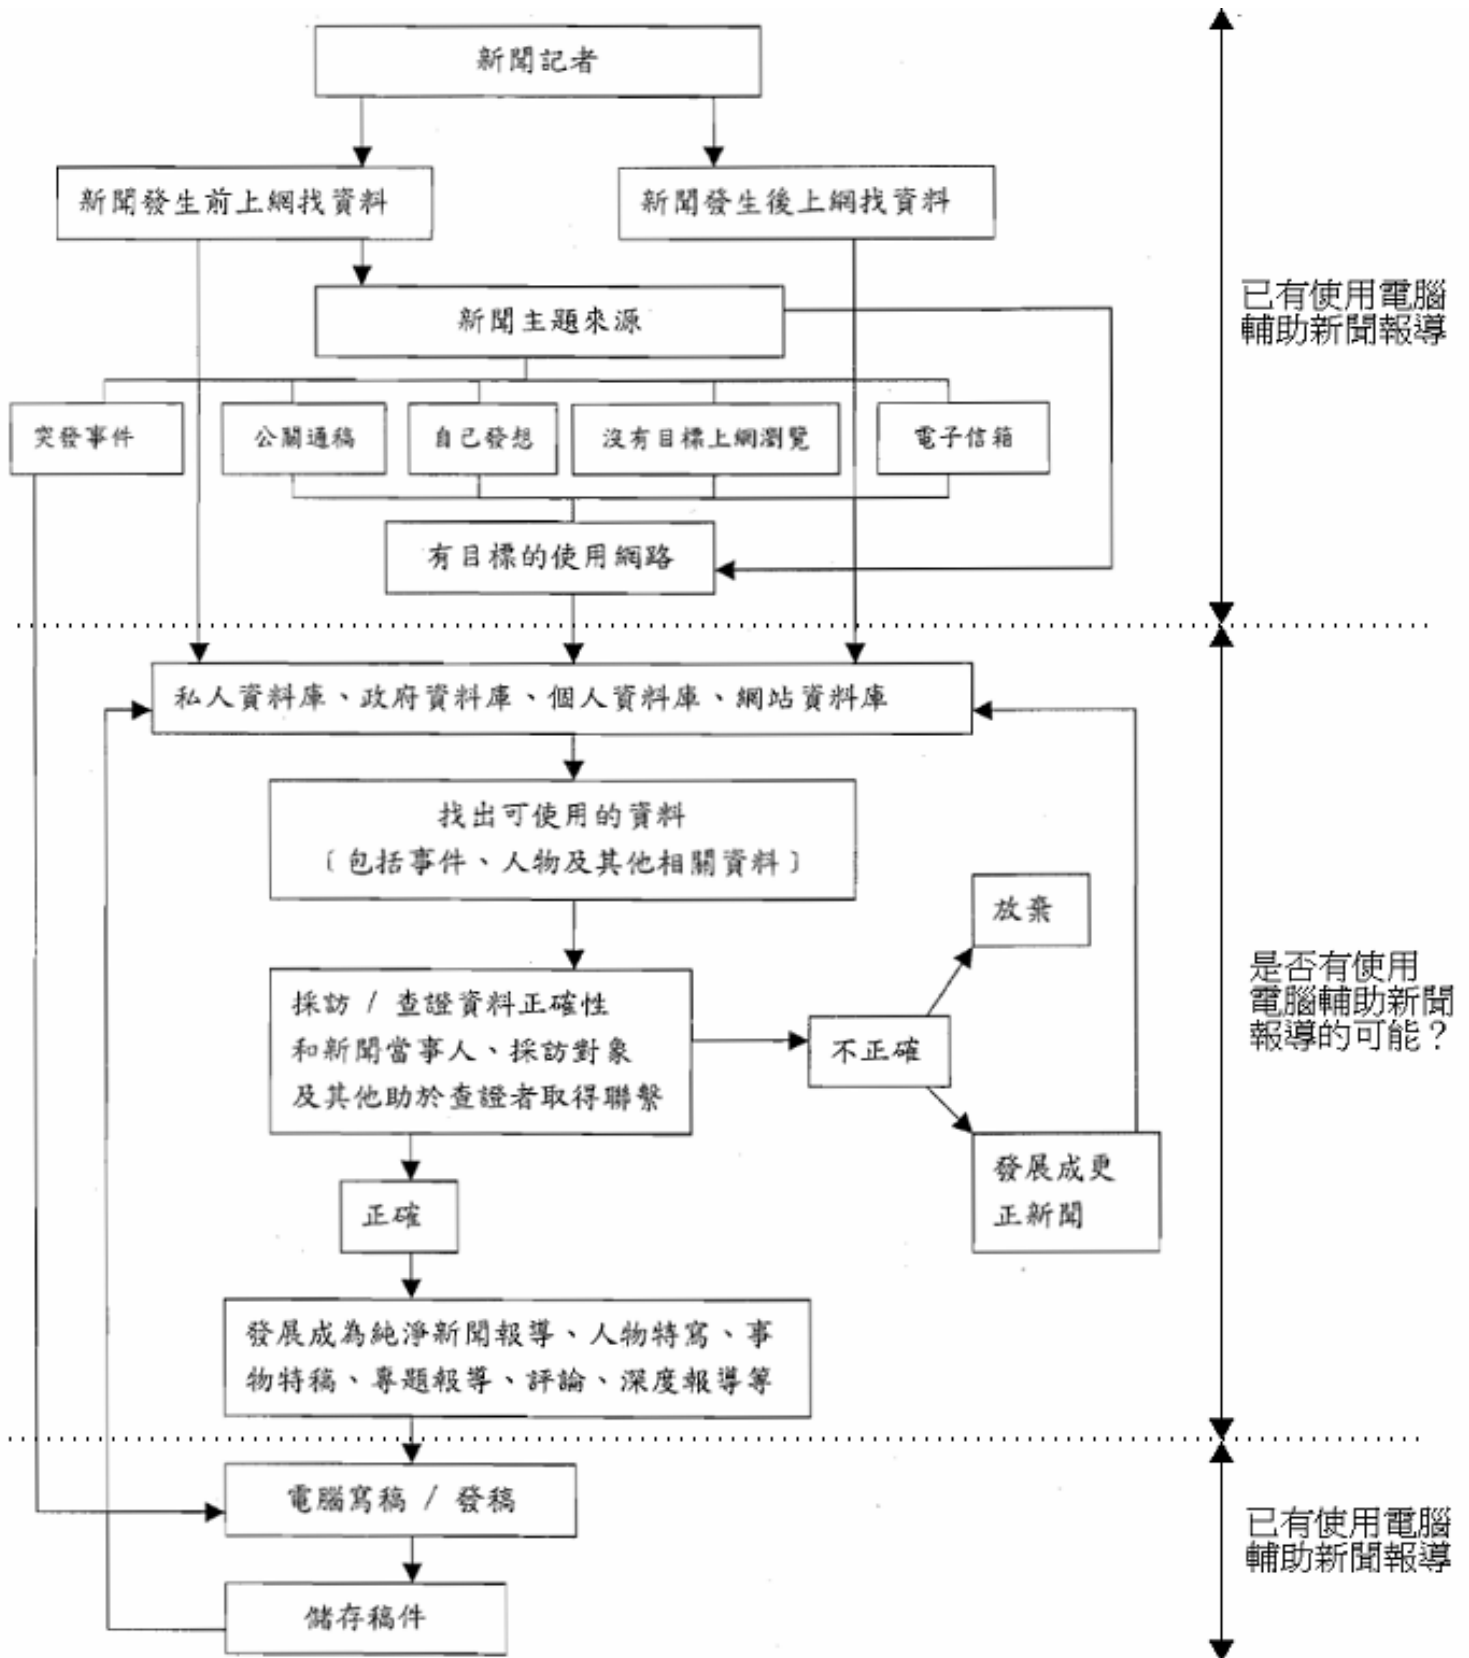 新聞記者
新聞發生前上網找資料
新聞發生後上網找資料
新聞主題來源
已有使用電腦
輔助新聞報導
突發事件
公關通稿
自己發想
沒有目標上網瀏覽
電子信箱
有目標的使用網路
私人資料庫、政府資料庫、個人資料庫、網站資料庫
找出可使用的資料
﹝包括事件、人物及其他相關資料﹞
放棄
採訪 / 查證資料正確性
和新聞當事人、採訪對象
及其他助於查證者取得聯繫
不正確
是否有使用
電腦輔助新聞
報導的可能？
發展成更
正新聞
正確
發展成為純淨新聞報導、人物特寫、事
物特稿、專題報導、評論、深度報導等
電腦寫稿 / 發稿
已有使用電腦
輔助新聞報導
儲存稿件